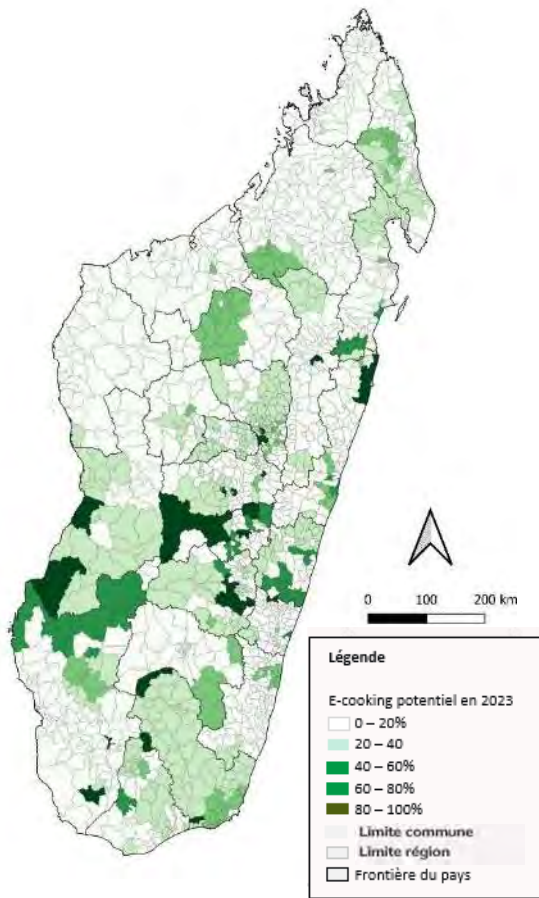 0 100 200 km
Légende
E-cooking potentiel en 2023
0 – 20%
20 – 40
40 – 60%
60 – 80%
80 – 100%
Limite commune
Limite région
Frontière du pays